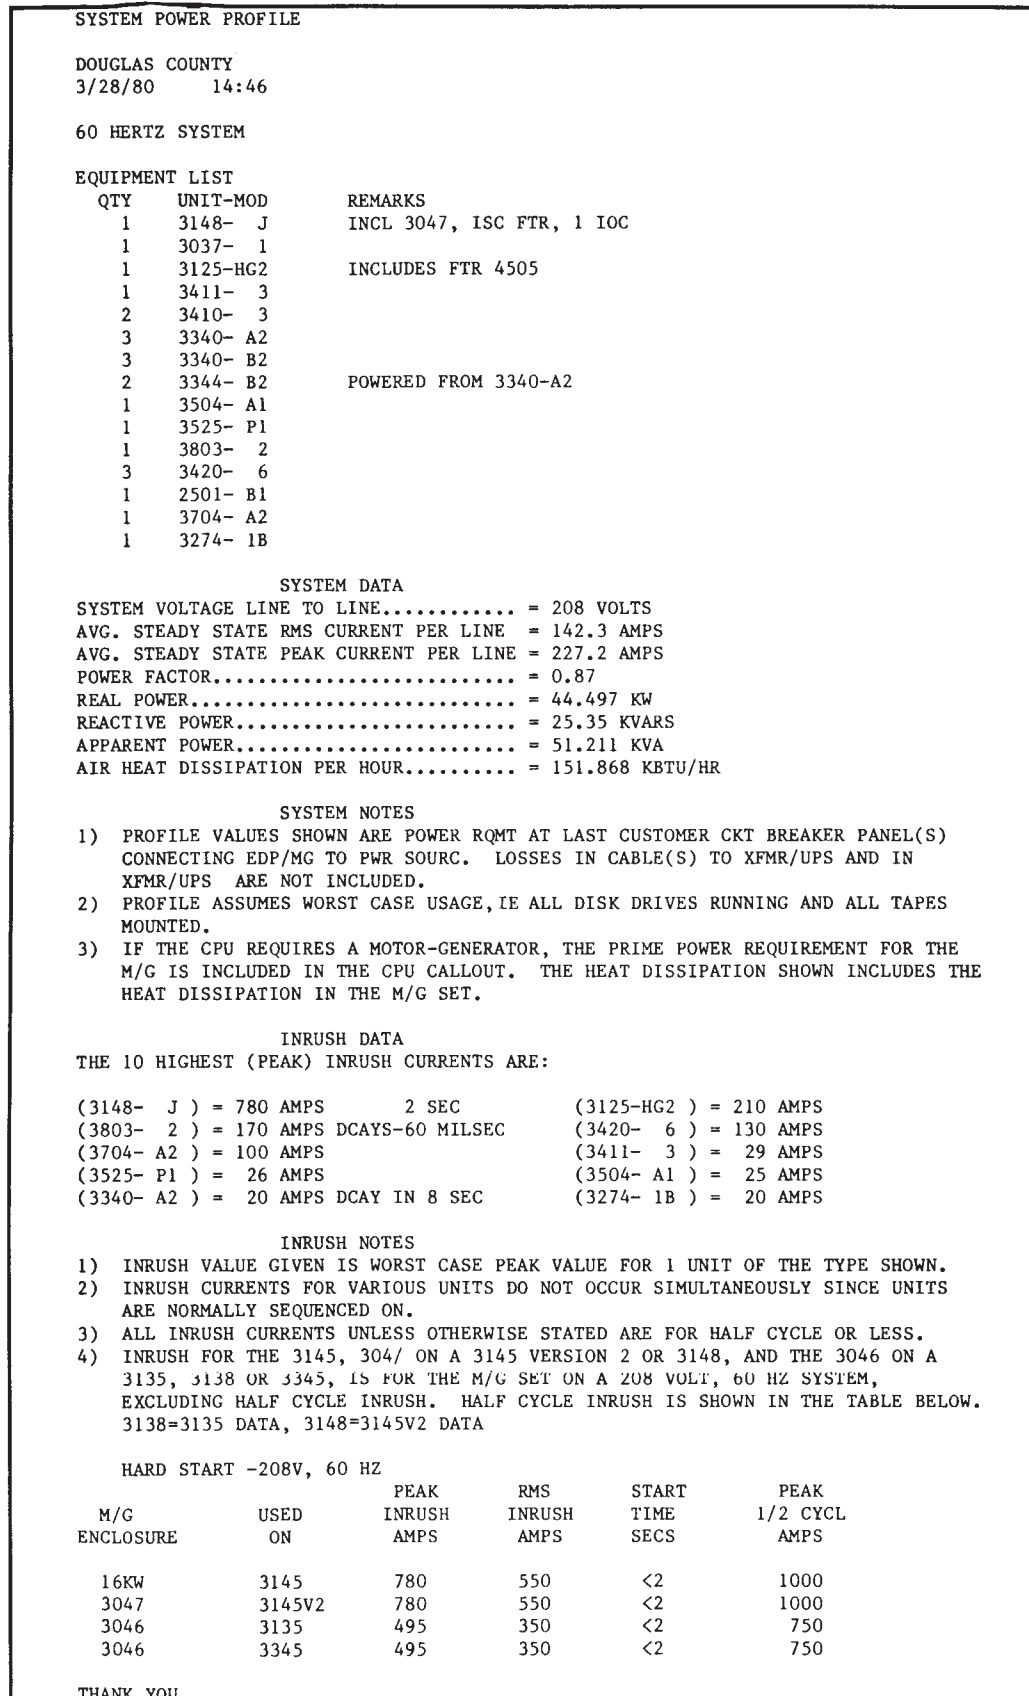 SYSTEM POWER PROFILE
DOUGLAS COUNTY
3/28/80 14:46
60 HERTZ SYSTEM
EQUIPMENT LIST
QTY UNIT-MOD REMARKS
1 3148- J INCL 3047, ISC FTR, 1 IOC
1 3037- 1
1 3125-HG2 INCLUDES FTR 4505
1 3411- 3
2 3410- 3
3 3340- A2
3 3340- B2
2 3344- B2 POWERED FROM 3340-A2
1 3504- A1
1 3525- P1
1 3803- 2
3 3420- 6
1 2501- B1
1 3704- A2
1 3274- 1B
SYSTEM DATA
SYSTEM VOLTAGE LINE TO LINE............ = 208 VOLTS
AVG. STEADY STATE RMS CURRENT PER LINE = 142.3 AMPS
AVG. STEADY STATE PEAK CURRENT PER LINE = 227.2 AMPS
POWER FACTOR........................... = 0.87
REAL POWER............................. = 44.497 KW
REACTIVE POWER......................... = 25.35 KVARS
APPARENT POWER......................... = 51.211 KVA
AIR HEAT DISSIPATION PER HOUR.......... = 151.868 KBTU/HR
SYSTEM NOTES
1) PROFILE VALUES SHOWN ARE POWER RQMT AT LAST CUSTOMER CKT BREAKER PANEL(S)
CONNECTING EDP/MG TO PWR SOURC. LOSSES IN CABLE(S) TO XFMR/UPS AND IN
XFMR/UPS ARE NOT INCLUDED.
2) PROFILE ASSUMES WORST CASE USAGE,IE ALL DISK DRIVES RUNNING AND ALL TAPES
MOUNTED.
3) IF THE CPU REQUIRES A MOTOR-GENERATOR, THE PRIME POWER REQUIREMENT FOR THE
M/G IS INCLUDED IN THE CPU CALLOUT. THE HEAT DISSIPATION SHOWN INCLUDES THE
HEAT DISSIPATION IN THE M/G SET.
INRUSH DATA
THE 10 HIGHEST (PEAK) INRUSH CURRENTS ARE:
(3148- J ) = 780 AMPS 2 SEC (3125-HG2 ) = 210 AMPS
(3803- 2 ) = 170 AMPS DCAYS-60 MILSEC (3420- 6 ) = 130 AMPS
(3704- A2 ) = 100 AMPS (3411- 3 ) = 29 AMPS
(3525- P1 ) = 26 AMPS (3504- A1 ) = 25 AMPS
(3340- A2 ) = 20 AMPS DCAY IN 8 SEC (3274- 1B ) = 20 AMPS
INRUSH NOTES
1) INRUSH VALUE GIVEN IS WORST CASE PEAK VALUE FOR 1 UNIT OF THE TYPE SHOWN.
2) INRUSH CURRENTS FOR VARIOUS UNITS DO NOT OCCUR SIMULTANEOUSLY SINCE UNITS
ARE NORMALLY SEQUENCED ON.
3) ALL INRUSH CURRENTS UNLESS OTHERWISE STATED ARE FOR HALF CYCLE OR LESS.
4) INRUSH FOR THE 3145, 304/ ON A 3145 VERSION 2 OR 3148, AND THE 3046 ON A
3135, 3138 OR 3345, IS FOR THE M/G SET ON A 208 VOLT, 60 HZ SYSTEM,
EXCLUDING HALF CYCLE INRUSH. HALF CYCLE INRUSH IS SHOWN IN THE TABLE BELOW.
3138=3135 DATA, 3148=3145V2 DATA
HARD START -208V, 60 HZ
PEAK RMS START PEAK
M/G USED INRUSH INRUSH TIME 1/2 CYCL
ENCLOSURE ON AMPS AMPS SECS AMPS
16KW 3145 780 550 <2 1000
3047 3145V2 780 550 <2 1000
3046 3135 495 350 <2 750
3046 3345 495 350 <2 750
THANK YOU